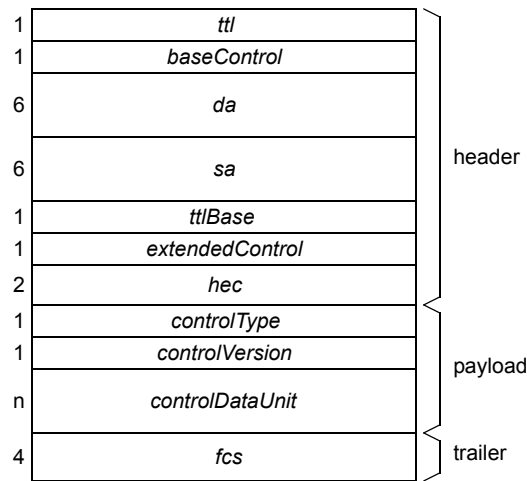 1 ttl
1 baseControl
6 da
6 sa
header
1 ttlBase
1 extendedControl
2 hec
1 controlType
1 controlVersion
payload
n controlDataUnit
4 fcs
trailer